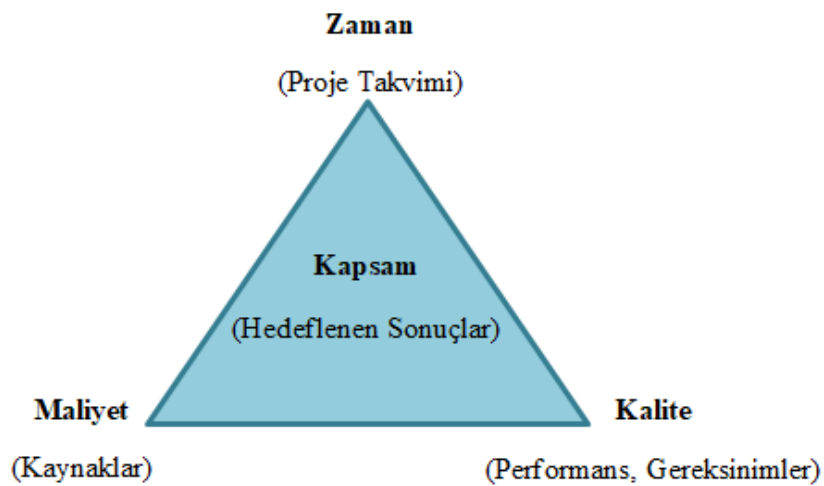 Zaman
(Proje Takvimi)
Kapsam
(Hedeflenen Sonuçlar)
Maliyet
(Kaynaklar)
Kalite
(Performans, Gereksinimler)